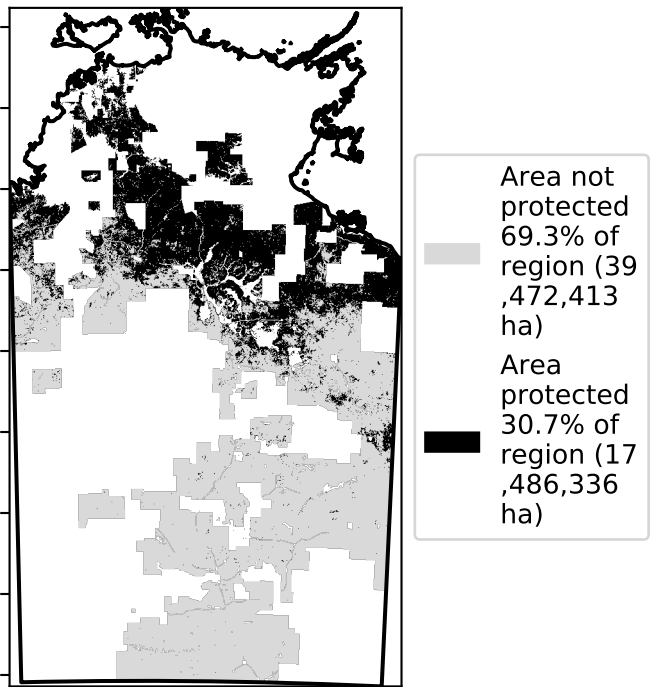 Area not
protected
69.3% of
region (39
,472,413
ha)
Area
protected
30.7% of
region (17
,486,336
ha)